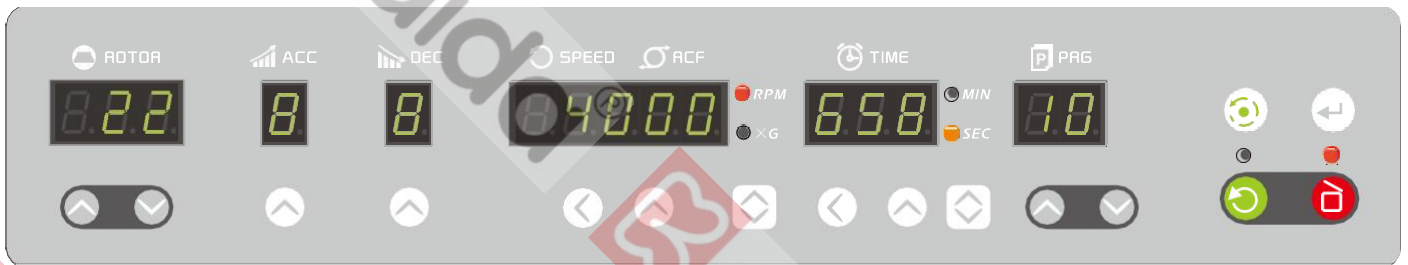 ROTOR ACC DEC SPEED RCF TIME PRG
22 8 8 4000 RPM 658 MIN 10
×G SEC